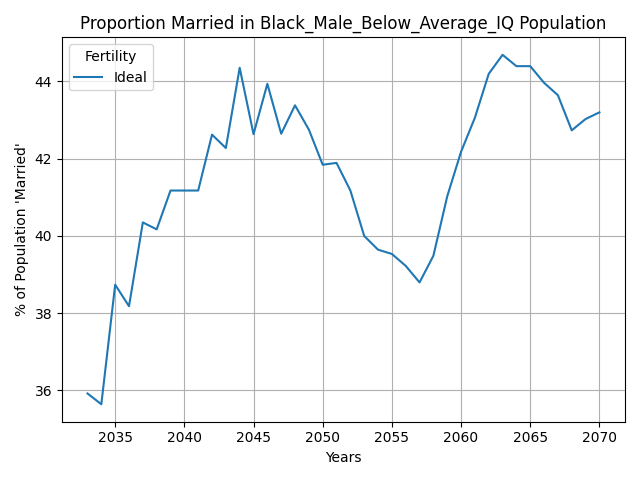 Proportion Married in Black_Male_Below_Average_IQ Population
Fertility
Ideal
% of Population 'Married'
44
42
40
38
36
2035 2040 2045 2050 2055 2060 2065 2070
Years